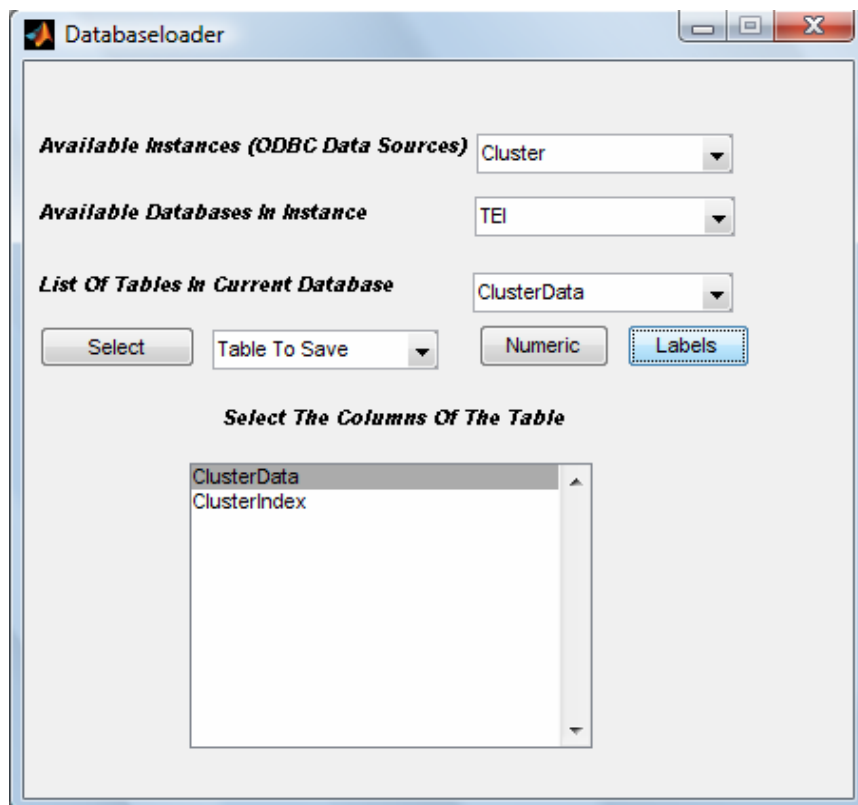 Databaseloader
Available Instances (ODBC Data Sources) Cluster
Available Databases In Instance TEI
List Of Tables In Current Database ClusterData
Select Table To Save Numeric Labels
Select The Columns Of The Table
ClusterData
ClusterIndex